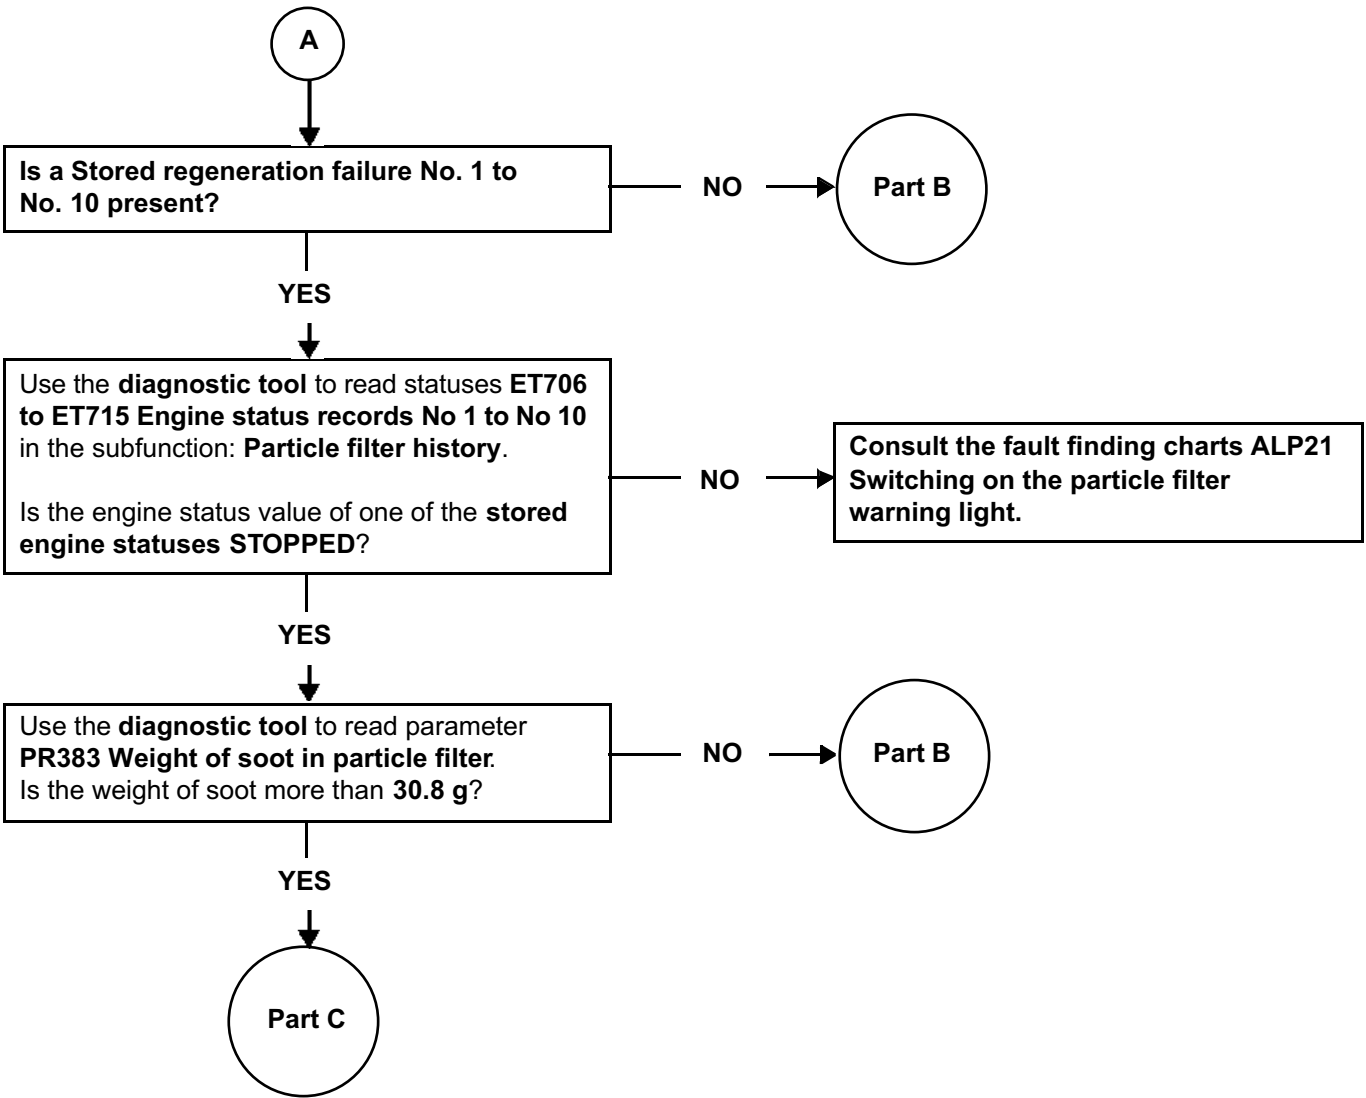 A
Is a Stored regeneration failure No. 1 to
No. 10 present?
NO
Part B
YES
Use the diagnostic tool to read statuses ET706
to ET715 Engine status records No 1 to No 10
in the subfunction: Particle filter history.
Is the engine status value of one of the stored
engine statuses STOPPED?
NO
Consult the fault finding charts ALP21
Switching on the particle filter
warning light.
YES
Use the diagnostic tool to read parameter
PR383 Weight of soot in particle filter.
Is the weight of soot more than 30.8 g?
NO
Part B
YES
Part C